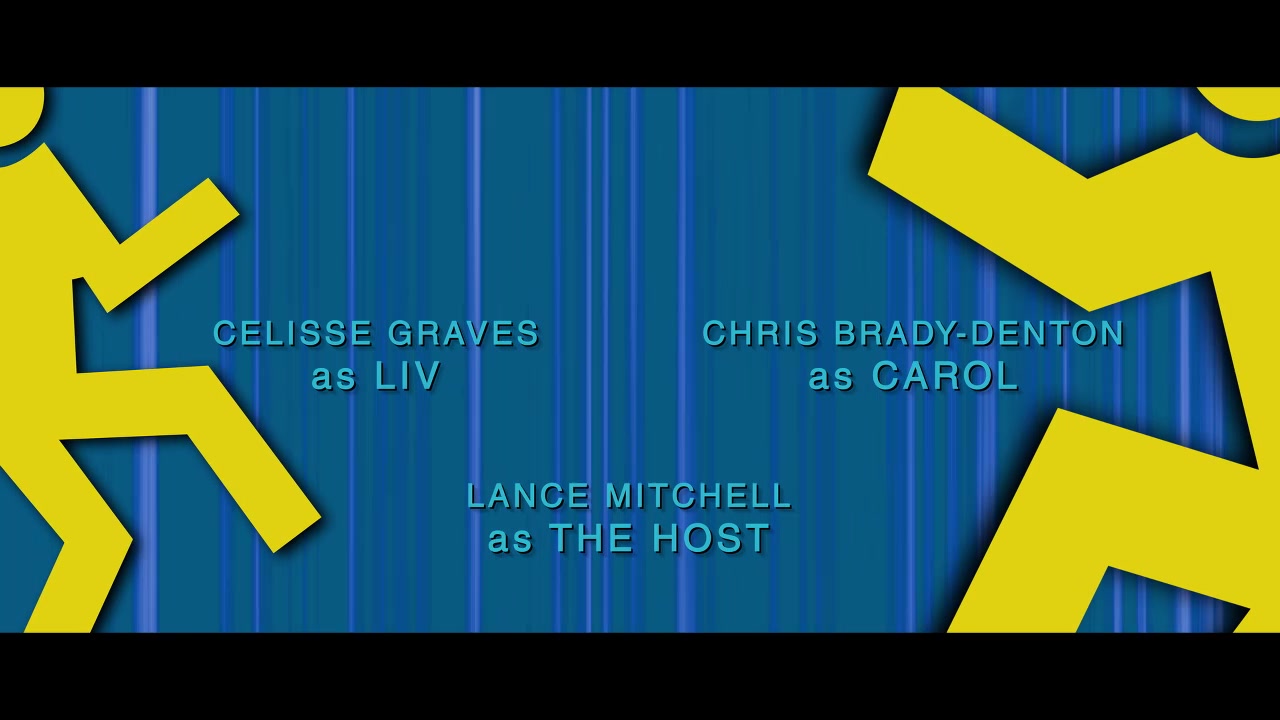 CELISSE GRAVES
as LIV
CHRIS BRADY-DENTON
as CAROL
LANCE MITCHELL
as THE HOST